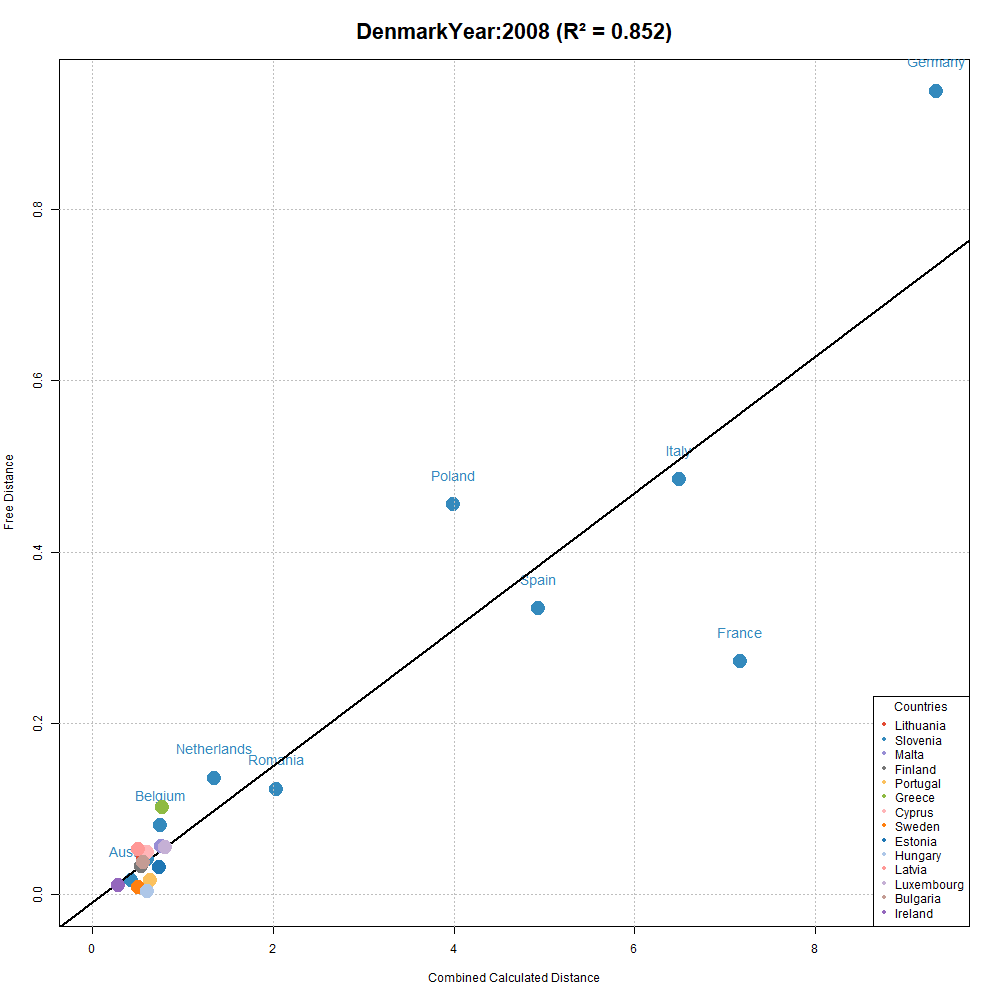 DenmarkYear:2008 (R² = 0.852)
Germany
0.8
0.6
Italy
Poland
Free Distance
0.4
Spain
France
0.2
Netherlands
Romania
Belgium
Aus
0.0
Countries
Lithuania
Slovenia
Malta
Finland
Portugal
Greece
Cyprus
Sweden
Estonia
Hungary
Latvia
Luxembourg
Bulgaria
Ireland
0 2 4 6 8
Combined Calculated Distance